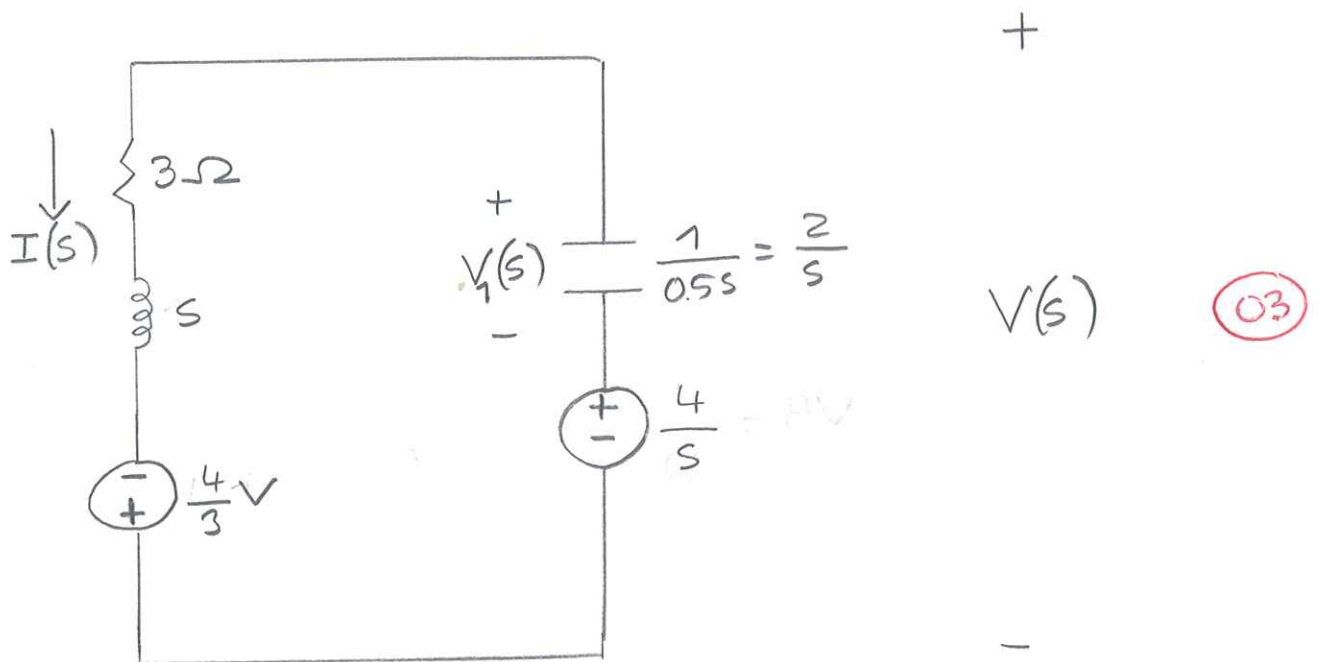 +
3Ω
I(s)
+
V₁(s)
-
1/0.5s = 2/s
V(s)
03
s
+
-
4/s
-
+
4/3 V
-